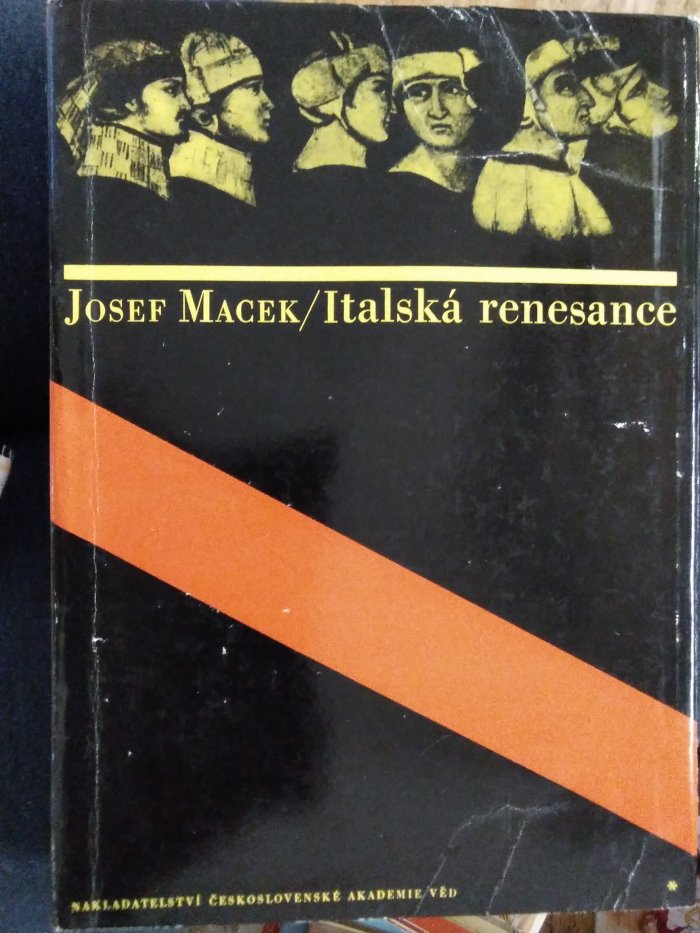 JOSEF MACEK/Italská renesance
NAKLADATELSTVÍ ČESKOSLOVENSKÉ AKADEMIE VĚD *